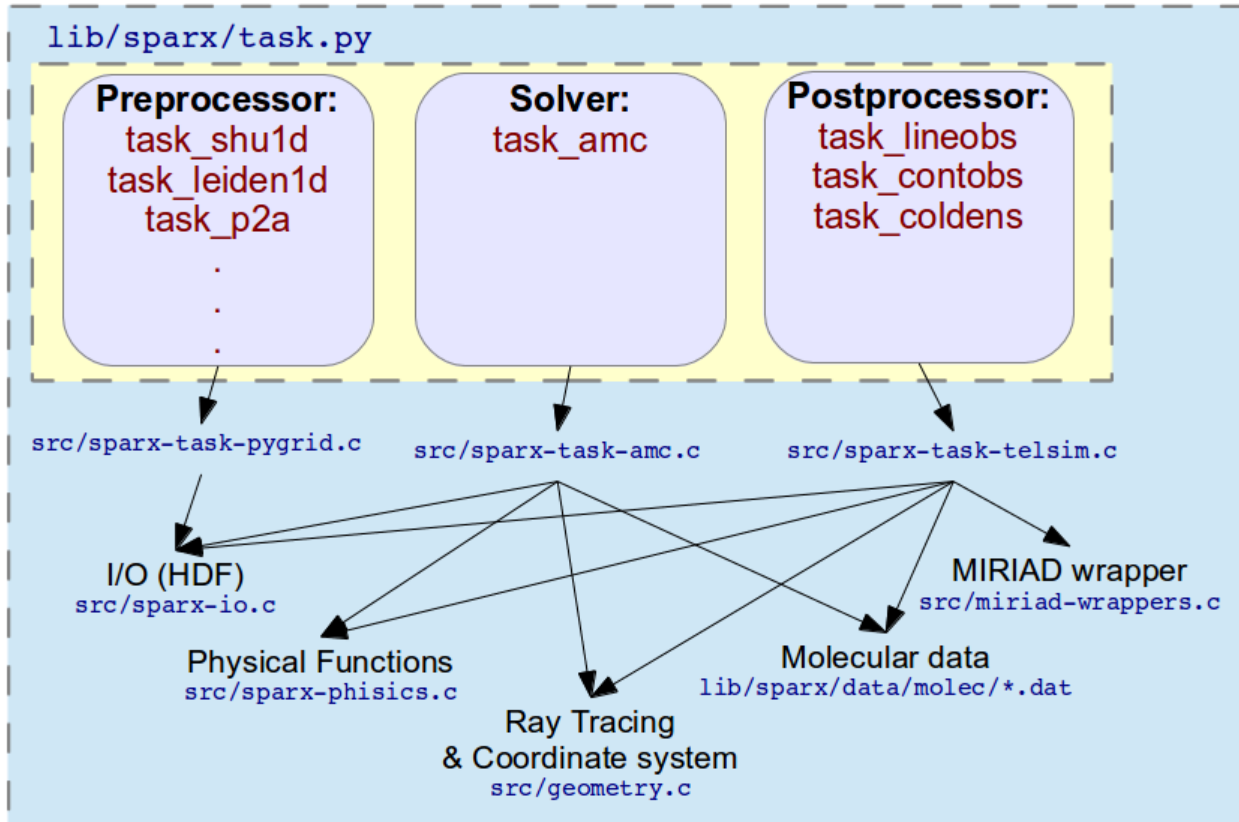 lib/sparx/task.py
Preprocessor:
task_shu1d
task_leiden1d
task_p2a
.
.
.
Solver:
task_amc
Postprocessor:
task_lineobs
task_contobs
task_coldens
src/sparx-task-pygrid.c
src/sparx-task-amc.c
src/sparx-task-telsim.c
I/O (HDF)
src/sparx-io.c
MIRIAD wrapper
src/miriad-wrappers.c
Physical Functions
src/sparx-phisics.c
Molecular data
lib/sparx/data/molec/*.dat
Ray Tracing
& Coordinate system
src/geometry.c